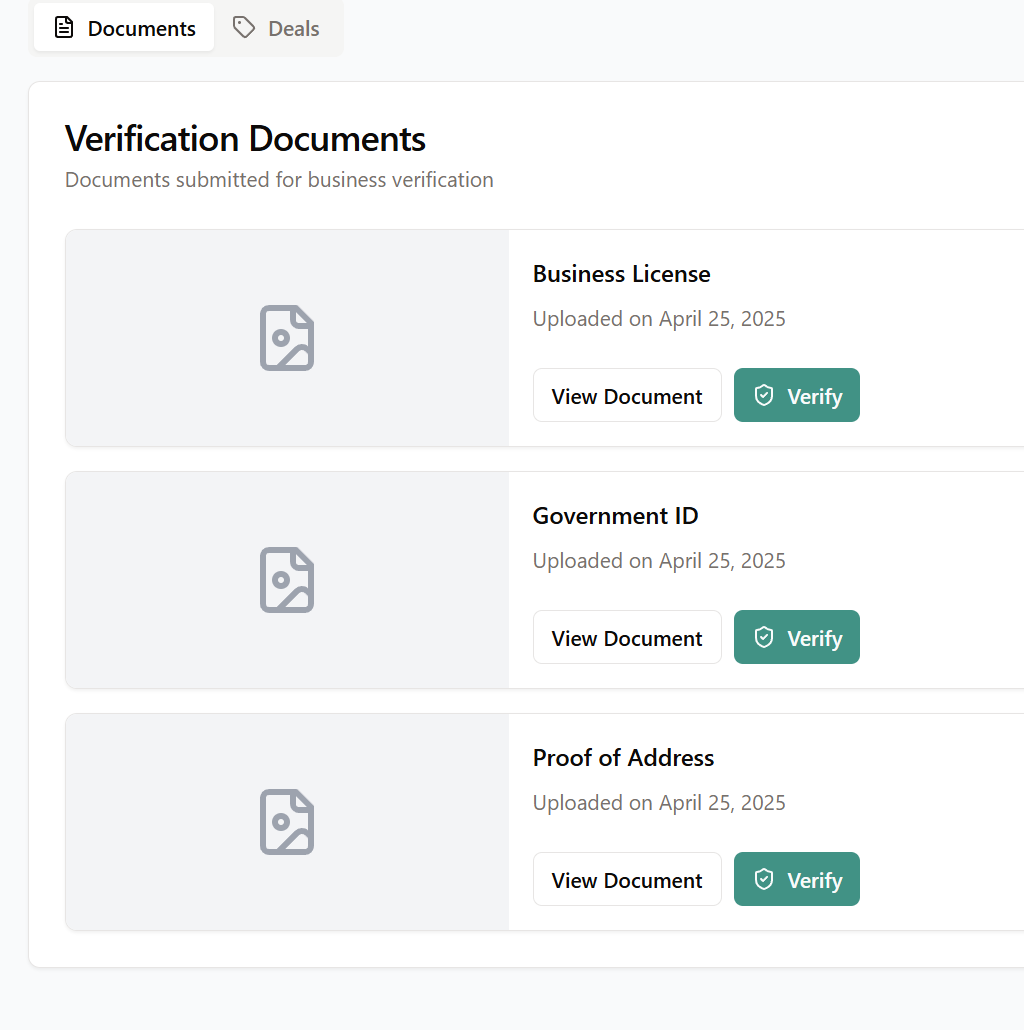 Documents
Deals
Verification Documents
Documents submitted for business verification
Business License
Uploaded on April 25, 2025
View Document
Verify
Government ID
Uploaded on April 25, 2025
View Document
Verify
Proof of Address
Uploaded on April 25, 2025
View Document
Verify